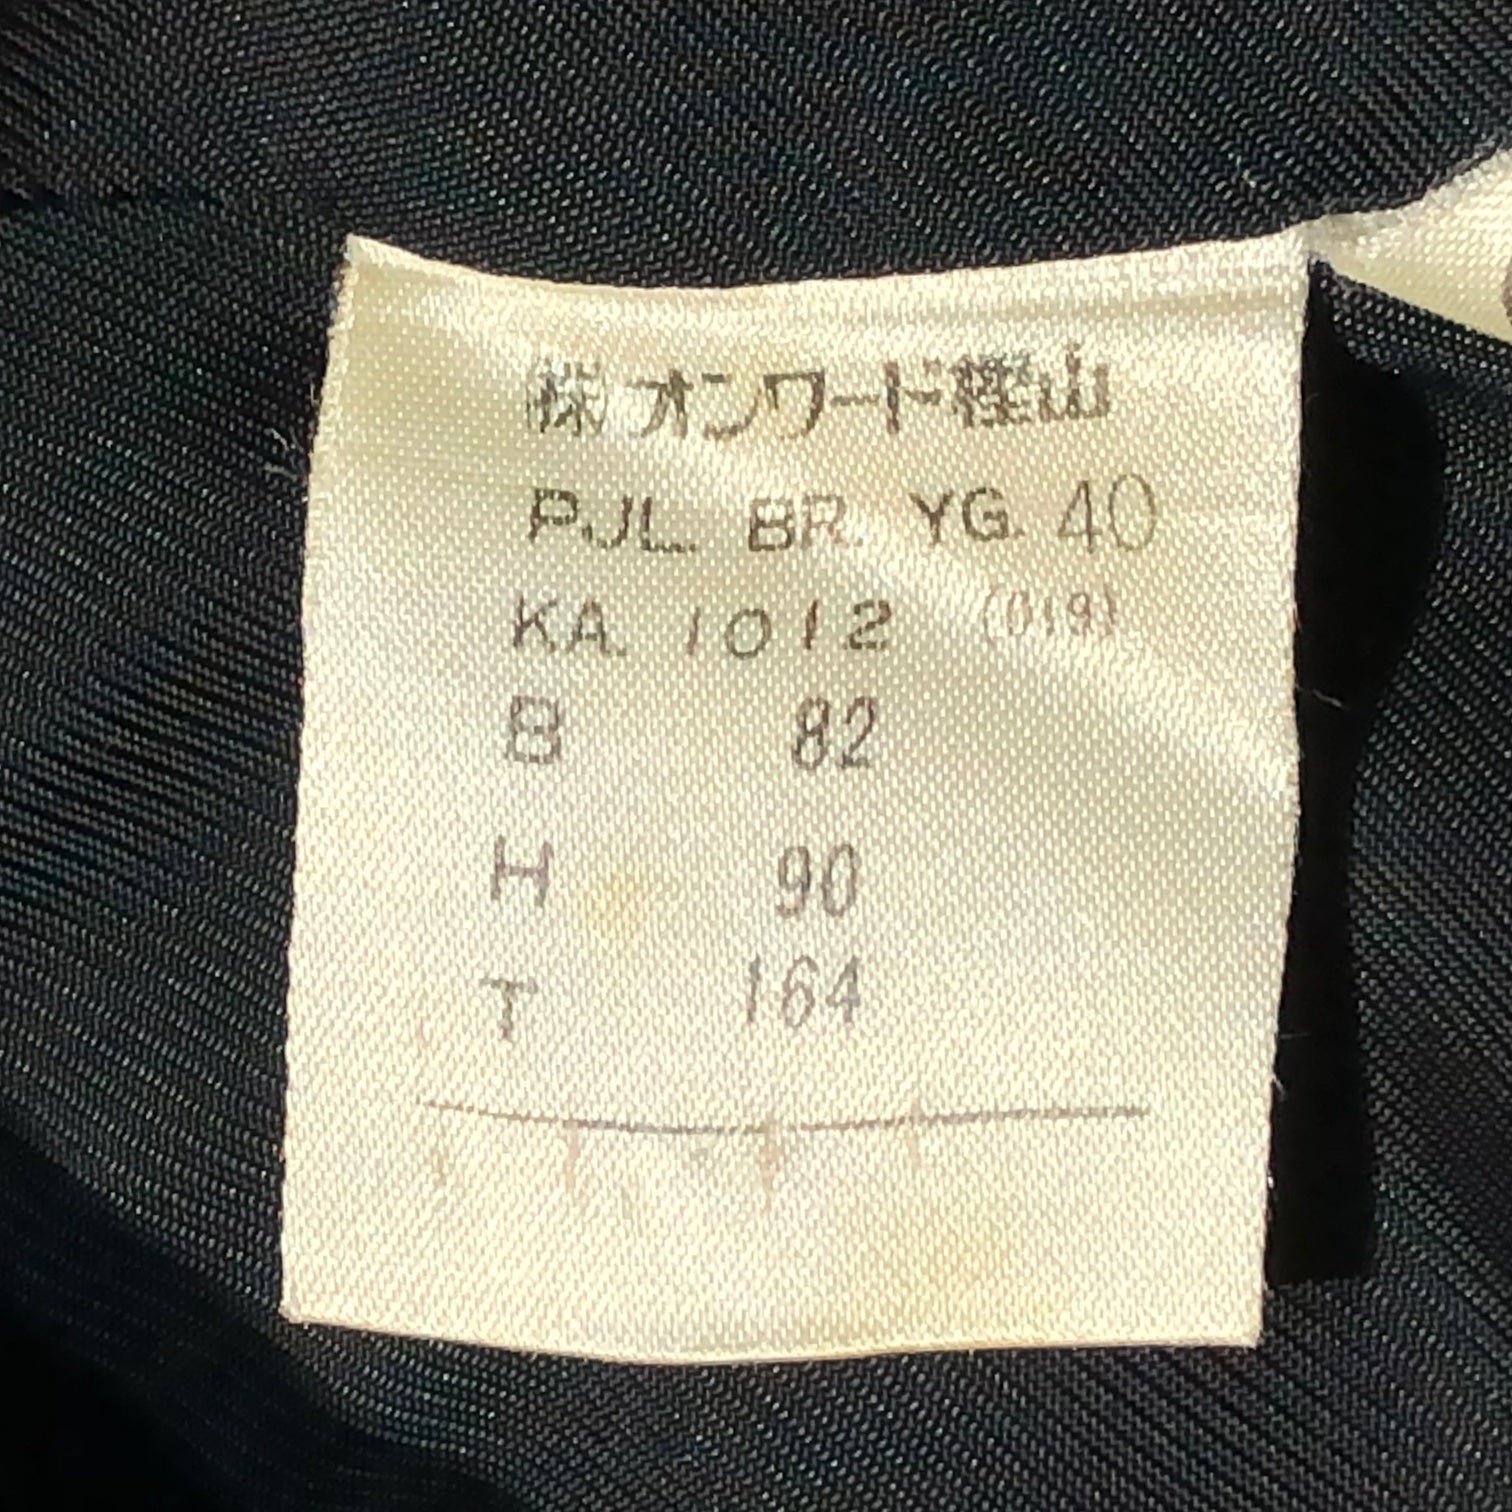 ㈱オンワード樫山
PJL. BR. YG. 40
KA. 1012 (019)
B 82
H 90
T 164